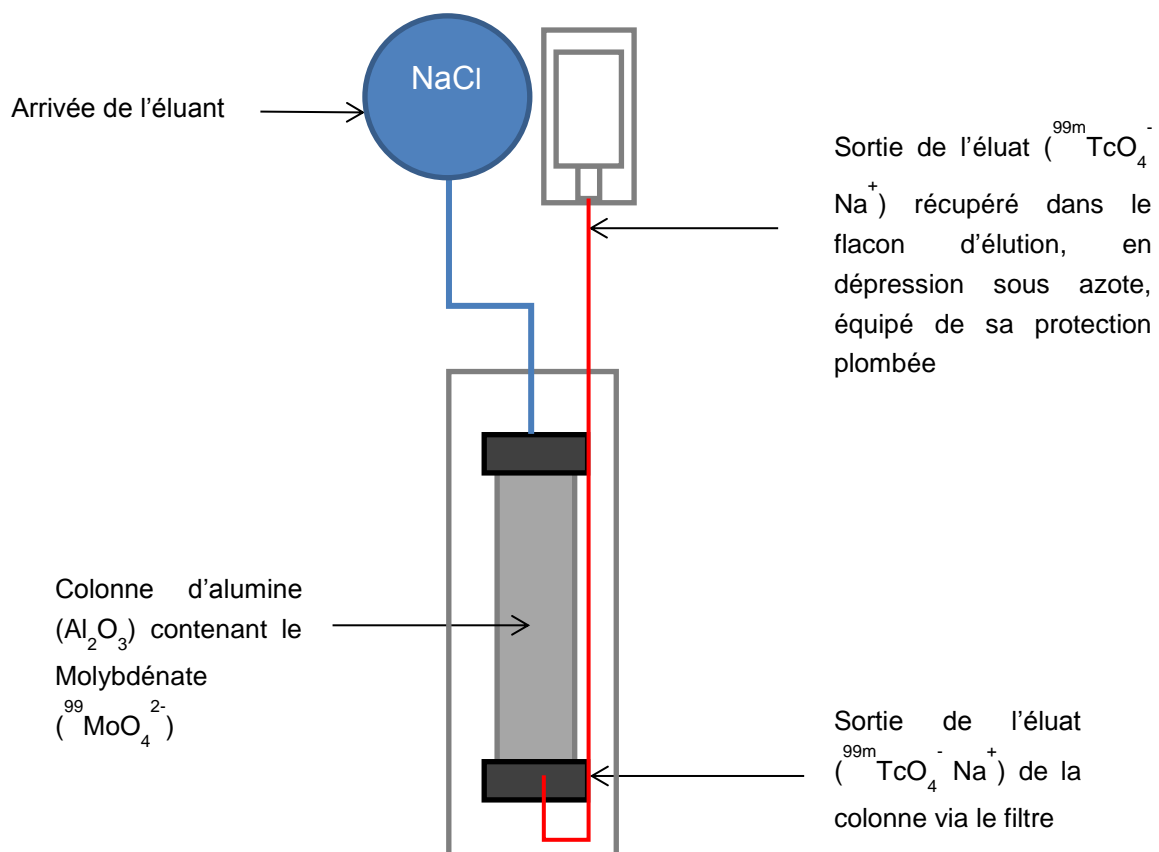 NaCl
Arrivée de l’éluant
Sortie de l’éluat (⁹⁹ᵐTcO₄⁻
Na⁺) récupéré dans le
flacon d’élution, en
dépression sous azote,
équipé de sa protection
plombée
Colonne d’alumine
(Al₂O₃) contenant le
Molybdénate
(⁹⁹MoO₄²⁻)
Sortie de l’éluat
(⁹⁹ᵐTcO₄⁻ Na⁺) de la
colonne via le filtre